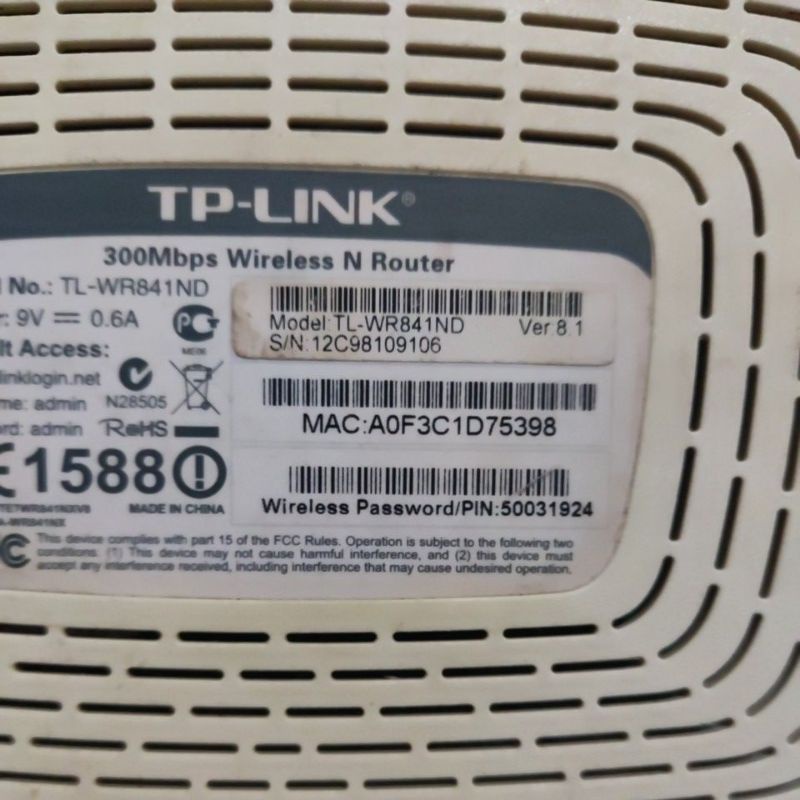 TP-LINK®
300Mbps Wireless N Router
No.: TL-WR841ND
9V 0.6A
Model:TL-WR841ND Ver:8.1
S/N:12C98109106
lt Access:
linklogin.net
N28505
me: admin
rd: admin RoHS
MAC:A0F3C1D75398
CE1588
MADE IN CHINA
Wireless Password/PIN:50031924
This device complies with part 15 of the FCC Rules. Operation is subject to the following two
conditions. (1) This device may not cause harmful interference, and (2) this device must
accept any interference received, including interference that may cause undesired operation.